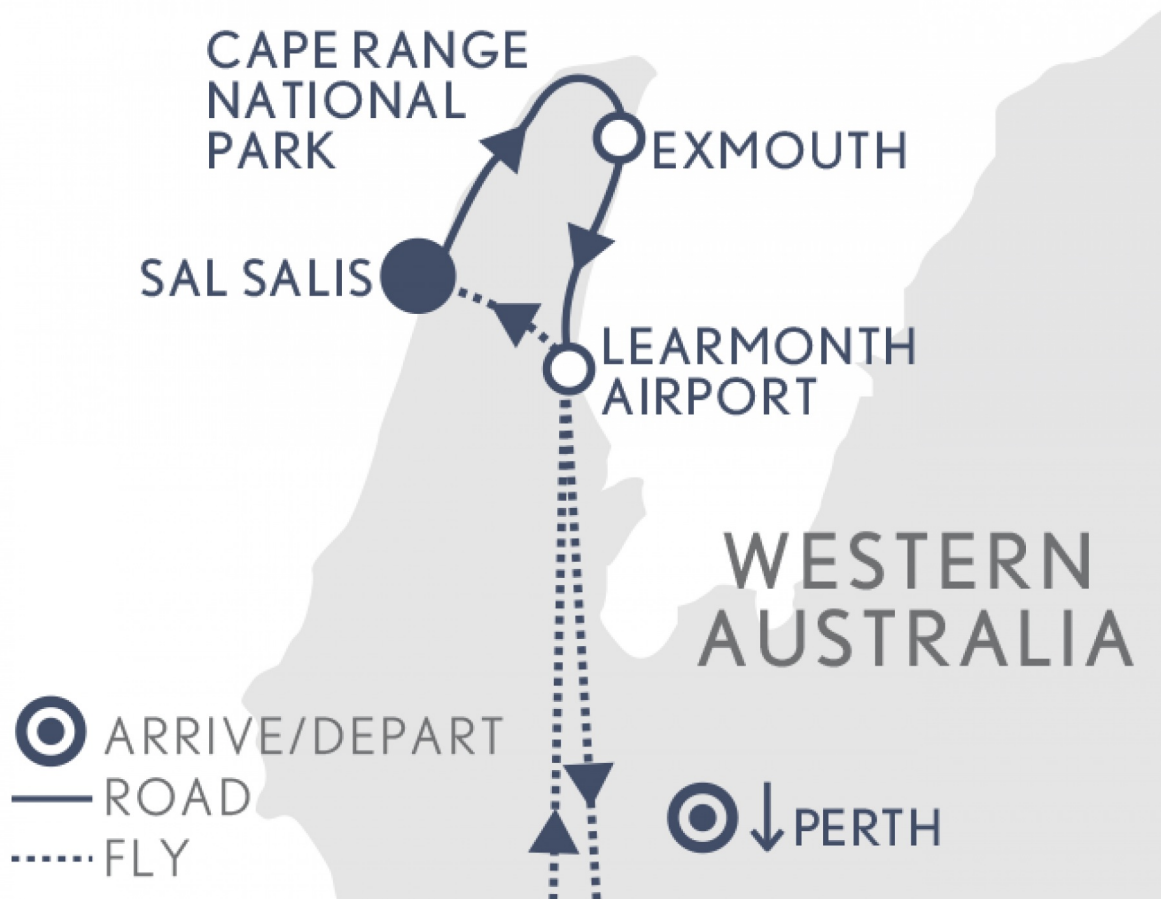 CAPE RANGE
NATIONAL
PARK
EXMOUTH
SAL SALIS
LEARMONTH
AIRPORT
WESTERN
AUSTRALIA
ARRIVE/DEPART
ROAD
FLY
PERTH